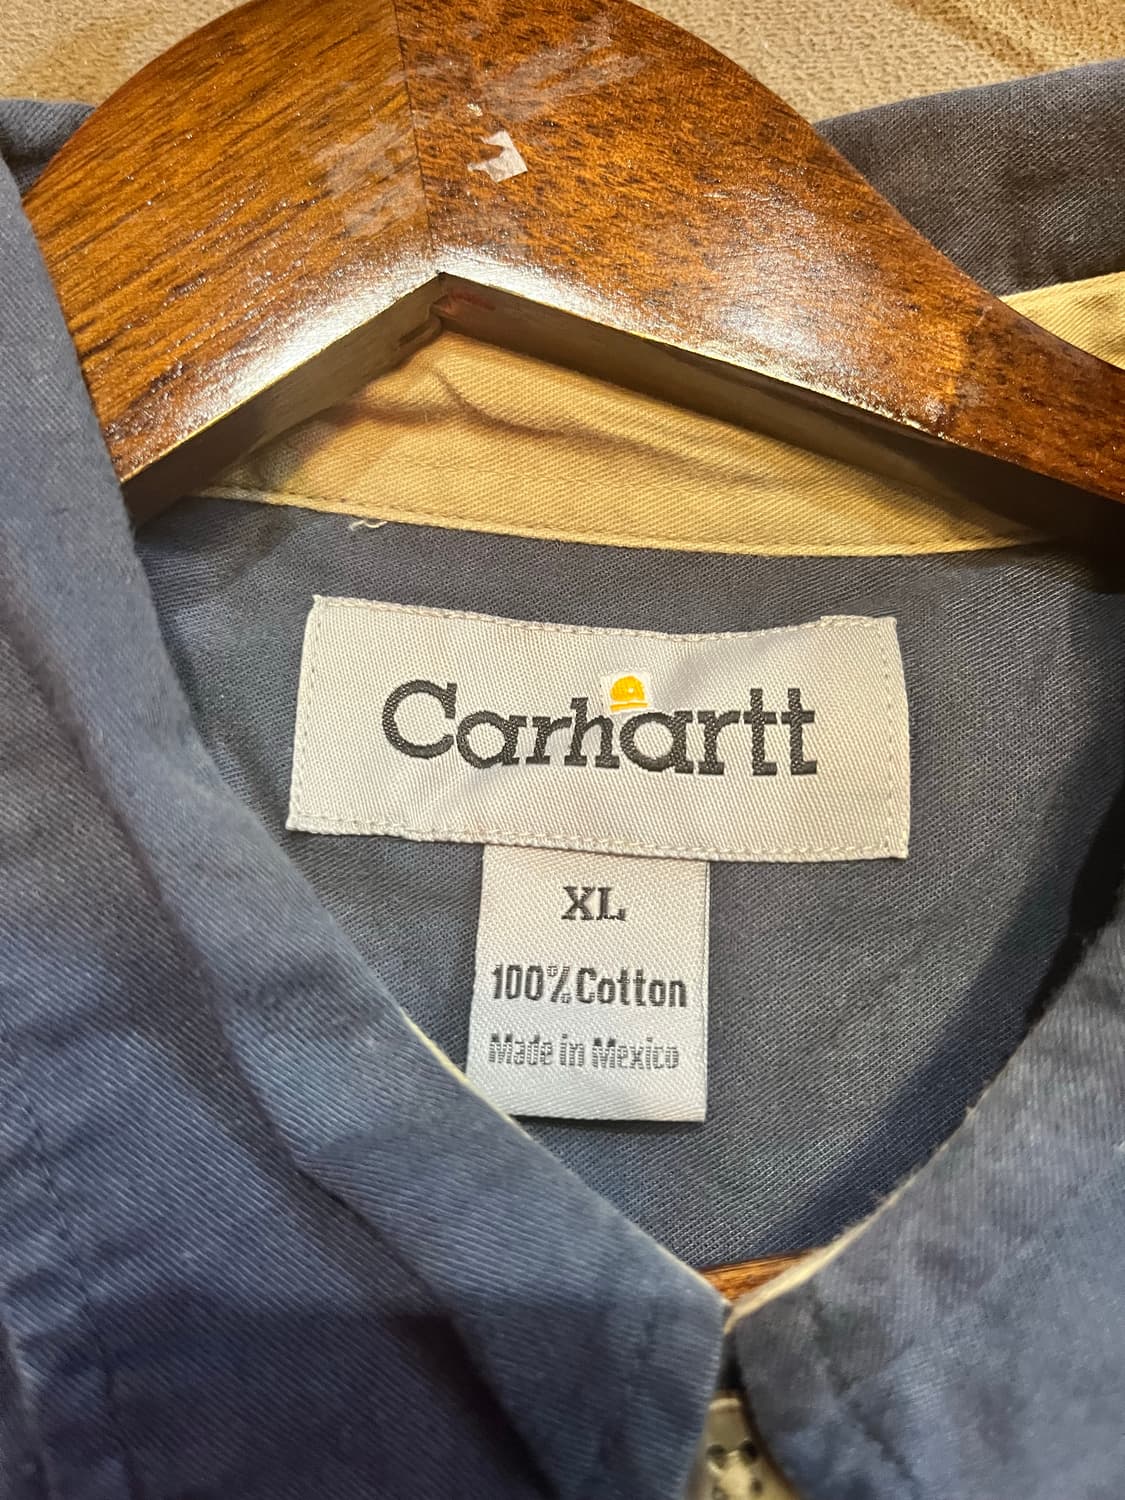 Carhartt
XL
100% Cotton
Made in Mexico